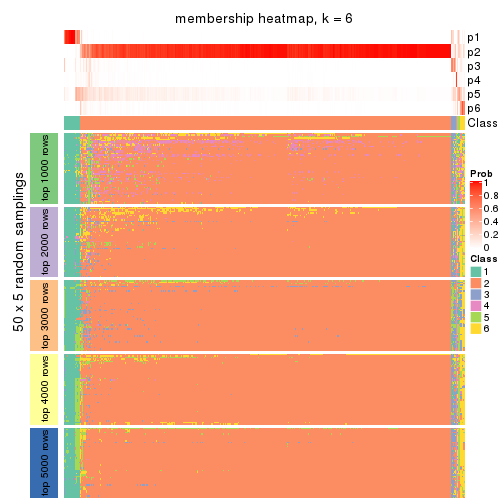 membership heatmap, k = 6
p1
p2
p3
p4
p5
p6
Class
50 x 5 random samplings
top 1000 rows
top 2000 rows
top 3000 rows
top 4000 rows
top 5000 rows
Prob
1
0.8
0.6
0.4
0.2
0
Class
1
2
3
4
5
6